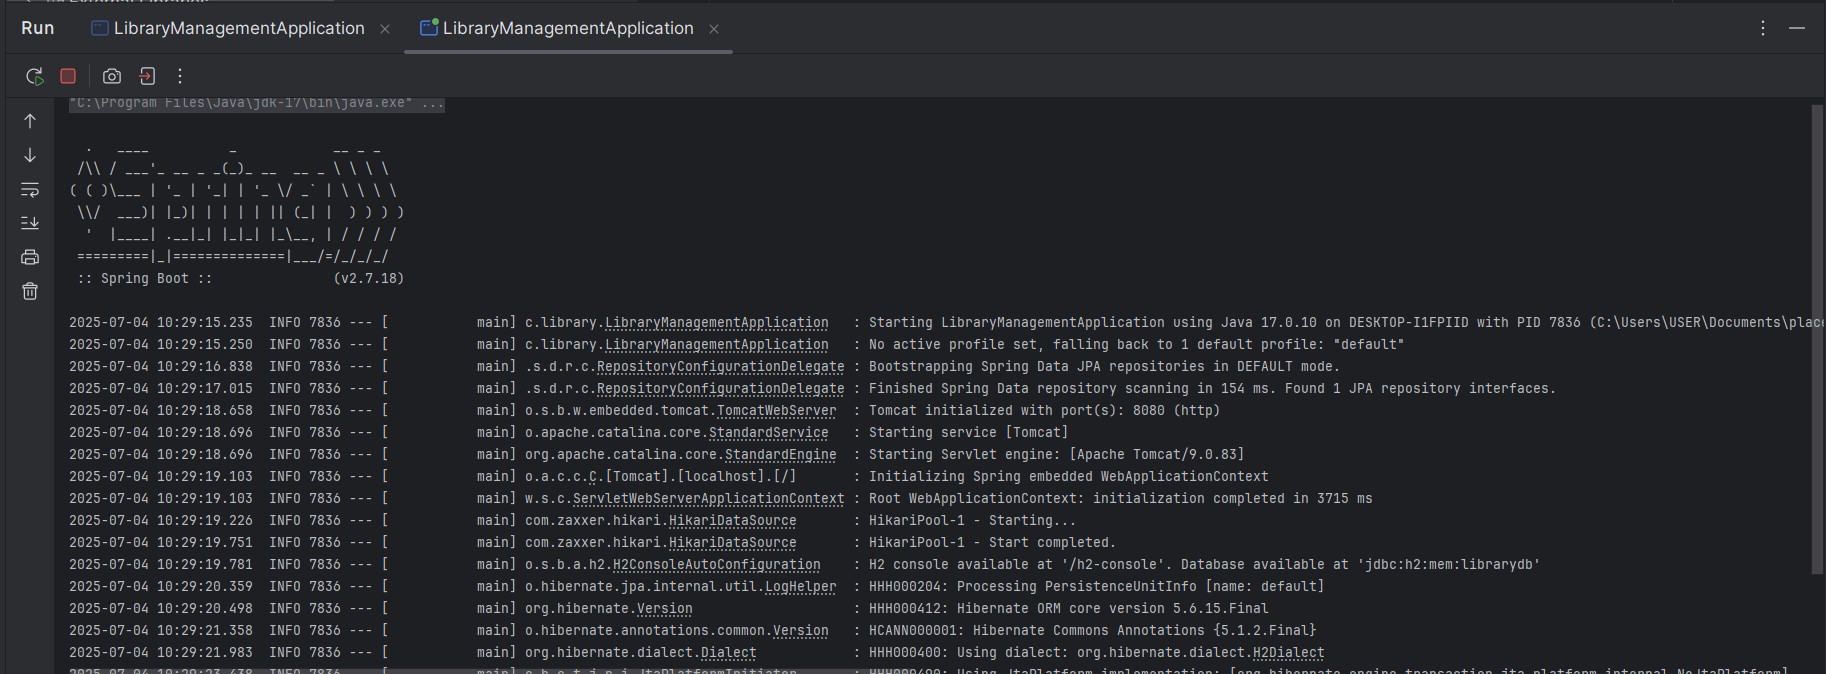 Run LibraryManagementApplication LibraryManagementApplication
"C:\Program Files\Java\jdk-17\bin\java.exe" ...
  .   ____          _            __ _ _
 /\\ / ___'_ __ _ _(_)_ __  __ _ \ \ \ \
( ( )\___ | '_ | '_| | '_ \/ _` | \ \ \ \
 \\/  ___)| |_)| | | | | || (_| |  ) ) ) )
  '  |____| .__|_| |_|_| |_\__, | / / / /
 =========|_|==============|___/=/_/_/_/
 :: Spring Boot ::               (v2.7.18)
2025-07-04 10:29:15.235  INFO 7836 --- [           main] c.library.LibraryManagementApplication   : Starting LibraryManagementApplication using Java 17.0.10 on DESKTOP-I1FPIID with PID 7836 (C:\Users\USER\Documents\place
2025-07-04 10:29:15.250  INFO 7836 --- [           main] c.library.LibraryManagementApplication   : No active profile set, falling back to 1 default profile: "default"
2025-07-04 10:29:16.838  INFO 7836 --- [           main] .s.d.r.c.RepositoryConfigurationDelegate : Bootstrapping Spring Data JPA repositories in DEFAULT mode.
2025-07-04 10:29:17.015  INFO 7836 --- [           main] .s.d.r.c.RepositoryConfigurationDelegate : Finished Spring Data repository scanning in 154 ms. Found 1 JPA repository interfaces.
2025-07-04 10:29:18.658  INFO 7836 --- [           main] o.s.b.w.embedded.tomcat.TomcatWebServer  : Tomcat initialized with port(s): 8080 (http)
2025-07-04 10:29:18.696  INFO 7836 --- [           main] o.apache.catalina.core.StandardService   : Starting service [Tomcat]
2025-07-04 10:29:18.696  INFO 7836 --- [           main] org.apache.catalina.core.StandardEngine  : Starting Servlet engine: [Apache Tomcat/9.0.83]
2025-07-04 10:29:19.103  INFO 7836 --- [           main] o.a.c.c.C.[Tomcat].[localhost].[/]       : Initializing Spring embedded WebApplicationContext
2025-07-04 10:29:19.103  INFO 7836 --- [           main] w.s.c.ServletWebServerApplicationContext : Root WebApplicationContext: initialization completed in 3715 ms
2025-07-04 10:29:19.226  INFO 7836 --- [           main] com.zaxxer.hikari.HikariDataSource       : HikariPool-1 - Starting...
2025-07-04 10:29:19.751  INFO 7836 --- [           main] com.zaxxer.hikari.HikariDataSource       : HikariPool-1 - Start completed.
2025-07-04 10:29:19.781  INFO 7836 --- [           main] o.s.b.a.h2.H2ConsoleAutoConfiguration    : H2 console available at '/h2-console'. Database available at 'jdbc:h2:mem:librarydb'
2025-07-04 10:29:20.359  INFO 7836 --- [           main] o.hibernate.jpa.internal.util.LogHelper  : HHH000204: Processing PersistenceUnitInfo [name: default]
2025-07-04 10:29:20.498  INFO 7836 --- [           main] org.hibernate.Version                    : HHH000412: Hibernate ORM core version 5.6.15.Final
2025-07-04 10:29:21.358  INFO 7836 --- [           main] o.hibernate.annotations.common.Version   : HCANN000001: Hibernate Commons Annotations {5.1.2.Final}
2025-07-04 10:29:21.983  INFO 7836 --- [           main] org.hibernate.dialect.Dialect            : HHH000400: Using dialect: org.hibernate.dialect.H2Dialect